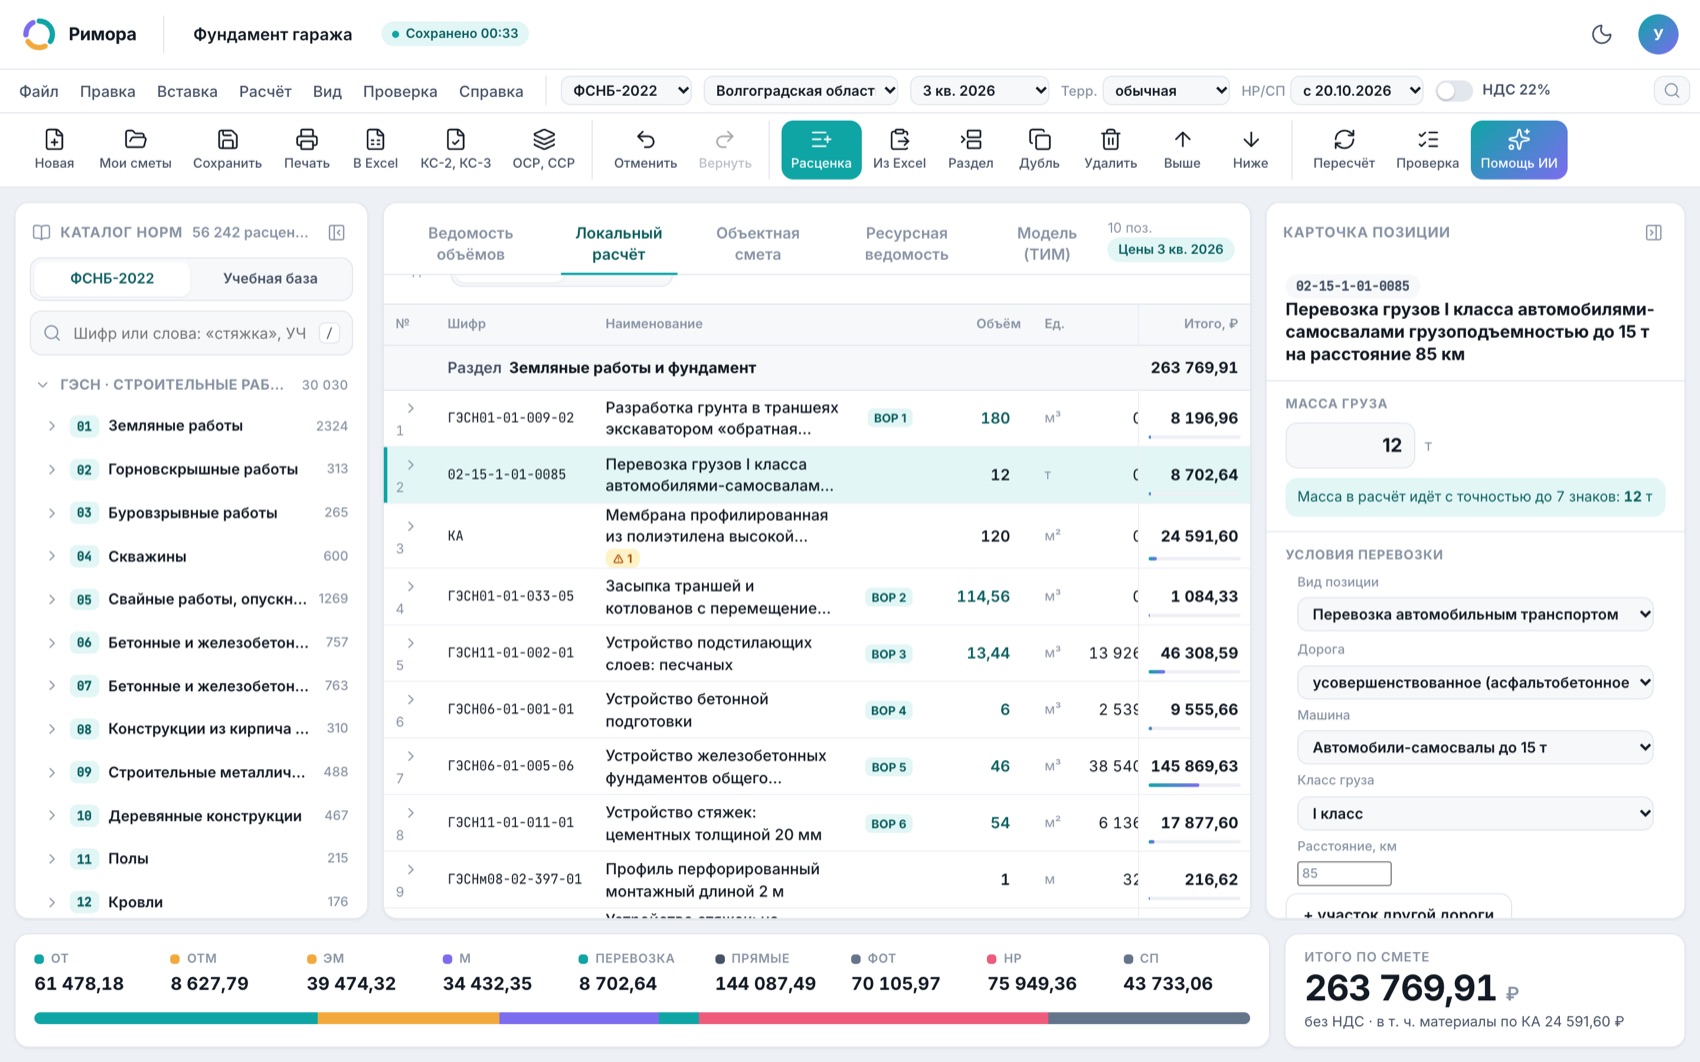 Римора
Фундамент гаража
Сохранено 00:33
У
Файл Правка Вставка Расчёт Вид Проверка Справка
ФСНБ-2022
Волгоградская област
3 кв. 2026
Терр. обычная
НР/СП с 20.10.2026
НДС 22%
Новая
Мои сметы
Сохранить
Печать
В Excel
КС-2, КС-3
ОСР, ССР
Отменить
Вернуть
Расценка
Из Excel
Раздел
Дубль
Удалить
Выше
Ниже
Пересчёт
Проверка
Помощь ИИ
КАТАЛОГ НОРМ 56 242 расцен...
ФСНБ-2022 Учебная база
Шифр или слова: «стяжка», УЧ /
ГЭСН · СТРОИТЕЛЬНЫЕ РАБ... 30 030
01 Земляные работы 2324
02 Горновскрышные работы 313
03 Буровзрывные работы 265
04 Скважины 600
05 Свайные работы, опускн... 1269
06 Бетонные и железобетон... 757
07 Бетонные и железобетон... 763
08 Конструкции из кирпича ... 310
09 Строительные металлич... 488
10 Деревянные конструкции 467
11 Полы 215
12 Кровли 176
Ведомость объёмов
Локальный расчёт
Объектная смета
Ресурсная ведомость
Модель (ТИМ)
10 поз.
Цены 3 кв. 2026
№ Шифр Наименование Объём Ед. Итого, ₽
Раздел Земляные работы и фундамент 263 769,91
1 ГЭСН01-01-009-02 Разработка грунта в траншеях экскаватором «обратная... ВОР 1 180 м³ 8 196,96
2 02-15-1-01-0085 Перевозка грузов I класса автомобилями-самосвалам... 12 т 8 702,64
3 КА Мембрана профилированная из полиэтилена высокой... 1 120 м² 24 591,60
4 ГЭСН01-01-033-05 Засыпка траншей и котлованов с перемещение... ВОР 2 114,56 м³ 1 084,33
5 ГЭСН11-01-002-01 Устройство подстилающих слоев: песчаных ВОР 3 13,44 м³ 13 926 46 308,59
6 ГЭСН06-01-001-01 Устройство бетонной подготовки ВОР 4 6 м³ 2 539 9 555,66
7 ГЭСН06-01-005-06 Устройство железобетонных фундаментов общего... ВОР 5 46 м³ 38 540 145 869,63
8 ГЭСН11-01-011-01 Устройство стяжек: цементных толщиной 20 мм ВОР 6 54 м² 6 136 17 877,60
9 ГЭСНм08-02-397-01 Профиль перфорированный монтажный длиной 2 м 1 м 32 216,62
КАРТОЧКА ПОЗИЦИИ
02-15-1-01-0085
Перевозка грузов I класса автомобилями-
самосвалами грузоподъемностью до 15 т
на расстояние 85 км
МАССА ГРУЗА
12 т
Масса в расчёт идёт с точностью до 7 знаков: 12 т
УСЛОВИЯ ПЕРЕВОЗКИ
Вид позиции
Перевозка автомобильным транспортом
Дорога
усовершенствованное (асфальтобетонное
Машина
Автомобили-самосвалы до 15 т
Класс груза
I класс
Расстояние, км
85
+ участок другой дороги
ОТ ОТМ ЭМ М ПЕРЕВОЗКА ПРЯМЫЕ ФОТ НР СП
61 478,18 8 627,79 39 474,32 34 432,35 8 702,64 144 087,49 70 105,97 75 949,36 43 733,06
ИТОГО ПО СМЕТЕ
263 769,91 ₽
без НДС · в т. ч. материалы по КА 24 591,60 ₽